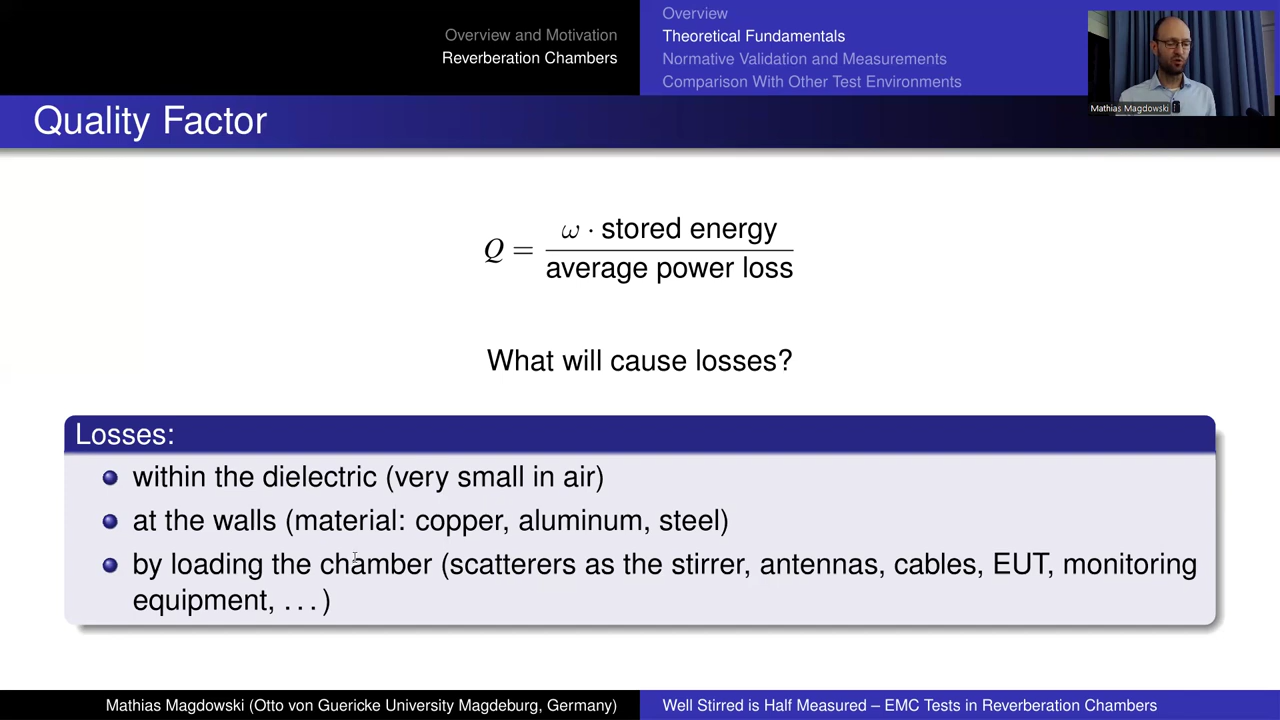 Overview and Motivation
Reverberation Chambers
Overview
Theoretical Fundamentals
Normative Validation and Measurements
Comparison With Other Test Environments
Mathias Magdowski
Quality Factor
Q = ω · stored energy / average power loss
What will cause losses?
Losses:
within the dielectric (very small in air)
at the walls (material: copper, aluminum, steel)
by loading the chamber (scatterers as the stirrer, antennas, cables, EUT, monitoring
equipment, . . . )
Mathias Magdowski (Otto von Guericke University Magdeburg, Germany)
Well Stirred is Half Measured – EMC Tests in Reverberation Chambers